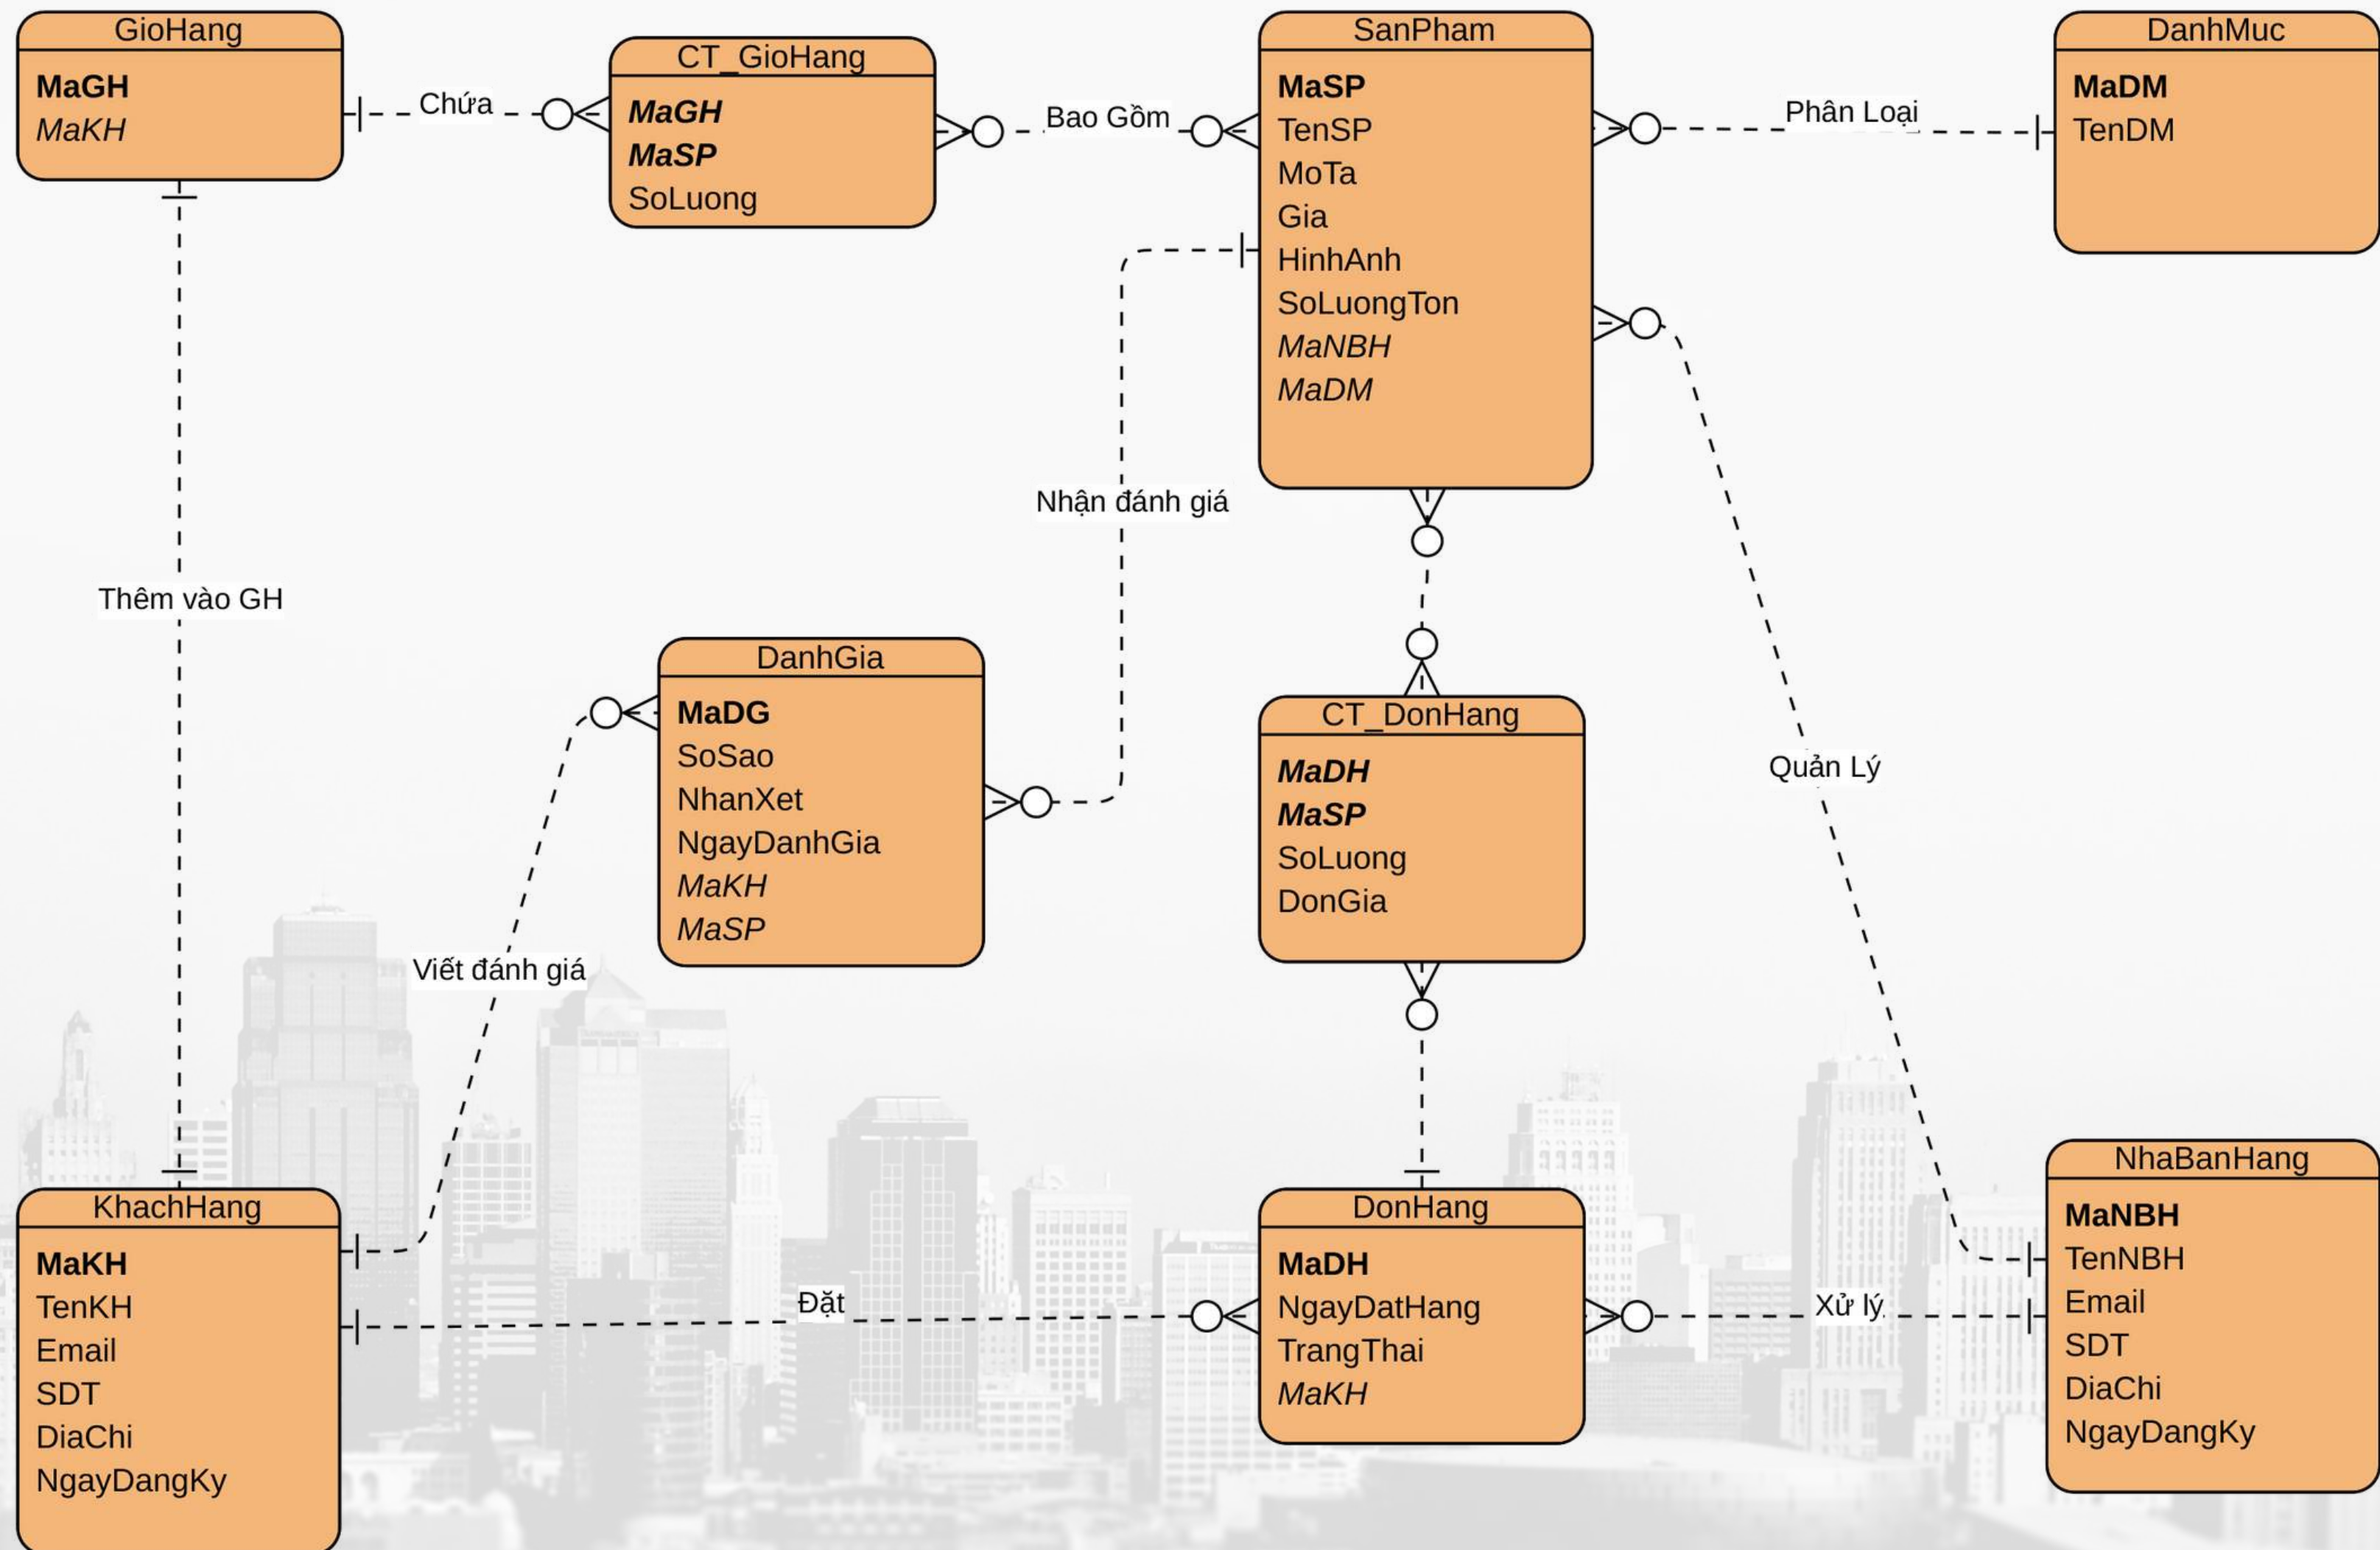 GioHang
MaGH
MaKH
Chứa
CT_GioHang
MaGH
MaSP
SoLuong
Bao Gồm
SanPham
MaSP
TenSP
MoTa
Gia
HinhAnh
SoLuongTon
MaNBH
MaDM
Phân Loại
DanhMuc
MaDM
TenDM
Nhận đánh giá
Thêm vào GH
DanhGia
MaDG
SoSao
NhanXet
NgayDanhGia
MaKH
MaSP
CT_DonHang
MaDH
MaSP
SoLuong
DonGia
Quản Lý
Viết đánh giá
KhachHang
MaKH
TenKH
Email
SDT
DiaChi
NgayDangKy
Đặt
DonHang
MaDH
NgayDatHang
TrangThai
MaKH
Xử lý
NhaBanHang
MaNBH
TenNBH
Email
SDT
DiaChi
NgayDangKy